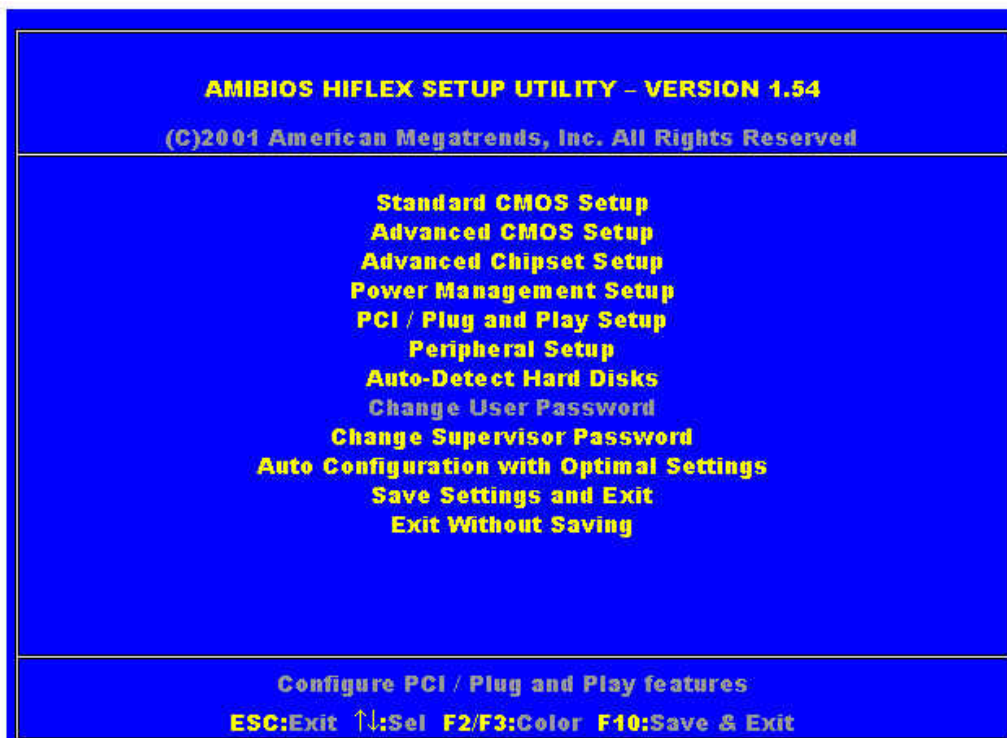 AMIBIOS HIFLEX SETUP UTILITY – VERSION 1.54
(C)2001 American Megatrends, Inc. All Rights Reserved
Standard CMOS Setup
Advanced CMOS Setup
Advanced Chipset Setup
Power Management Setup
PCI / Plug and Play Setup
Peripheral Setup
Auto-Detect Hard Disks
Change User Password
Change Supervisor Password
Auto Configuration with Optimal Settings
Save Settings and Exit
Exit Without Saving
Configure PCI / Plug and Play features
ESC:Exit ↑↓:Sel F2/F3:Color F10:Save & Exit